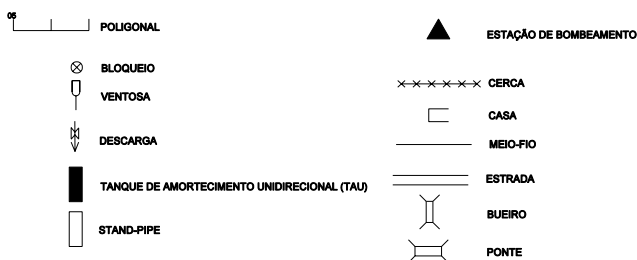 05
POLIGONAL
BLOQUEIO
VENTOSA
DESCARGA
TANQUE DE AMORTECIMENTO UNIDIRECIONAL (TAU)
STAND-PIPE
ESTAÇÃO DE BOMBEAMENTO
CERCA
CASA
MEIO-FIO
ESTRADA
BUEIRO
PONTE